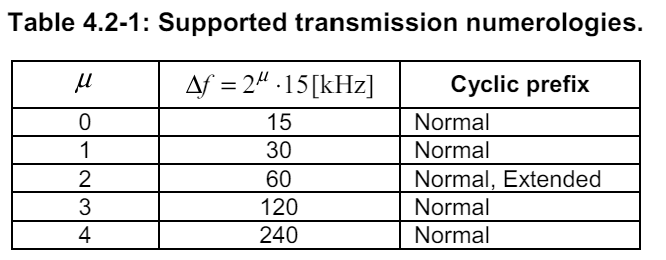 Table 4.2-1: Supported transmission numerologies.
μ Δf = 2^μ · 15[kHz] Cyclic prefix
0 15 Normal
1 30 Normal
2 60 Normal, Extended
3 120 Normal
4 240 Normal